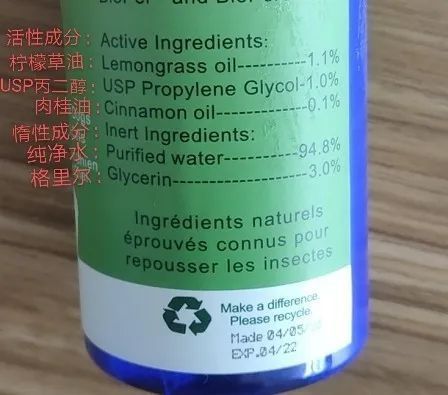 活性成分：Active Ingredients:
柠檬草油：Lemongrass oil-----------1.1%
USP丙二醇：USP Propylene Glycol-1.0%
肉桂油：Cinnamon oil-------------0.1%
惰性成分：Inert Ingredients:
纯净水：Purified water-----------94.8%
格里尔：Glycerin--------------------3.0%
Ingrédients naturels
éprouvés connus pour
repousser les insectes
Make a difference
Please recycle
Made 04/05/
EXP.04/22